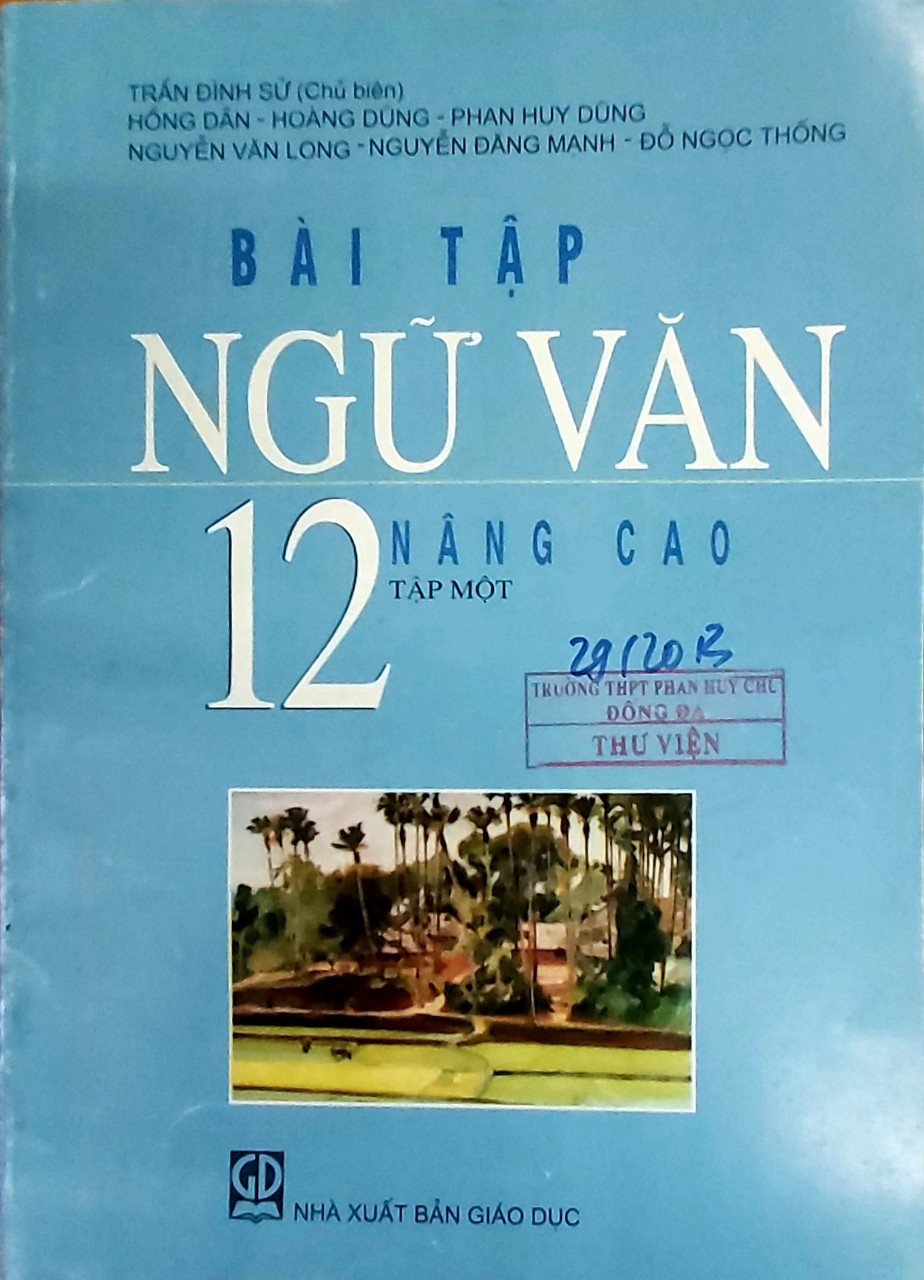 TRẦN ĐÌNH SỬ (Chủ biên)
HỒNG DÂN - HOÀNG DŨNG - PHAN HUY DŨNG
NGUYỄN VĂN LONG - NGUYỄN ĐĂNG MẠNH - ĐỖ NGỌC THỐNG
BÀI TẬP
NGỮ VĂN
12 NÂNG CAO
TẬP MỘT
TRƯỜNG THPT PHAN HUY CHÚ
ĐỐNG ĐA
THƯ VIỆN
GD
NHÀ XUẤT BẢN GIÁO DỤC